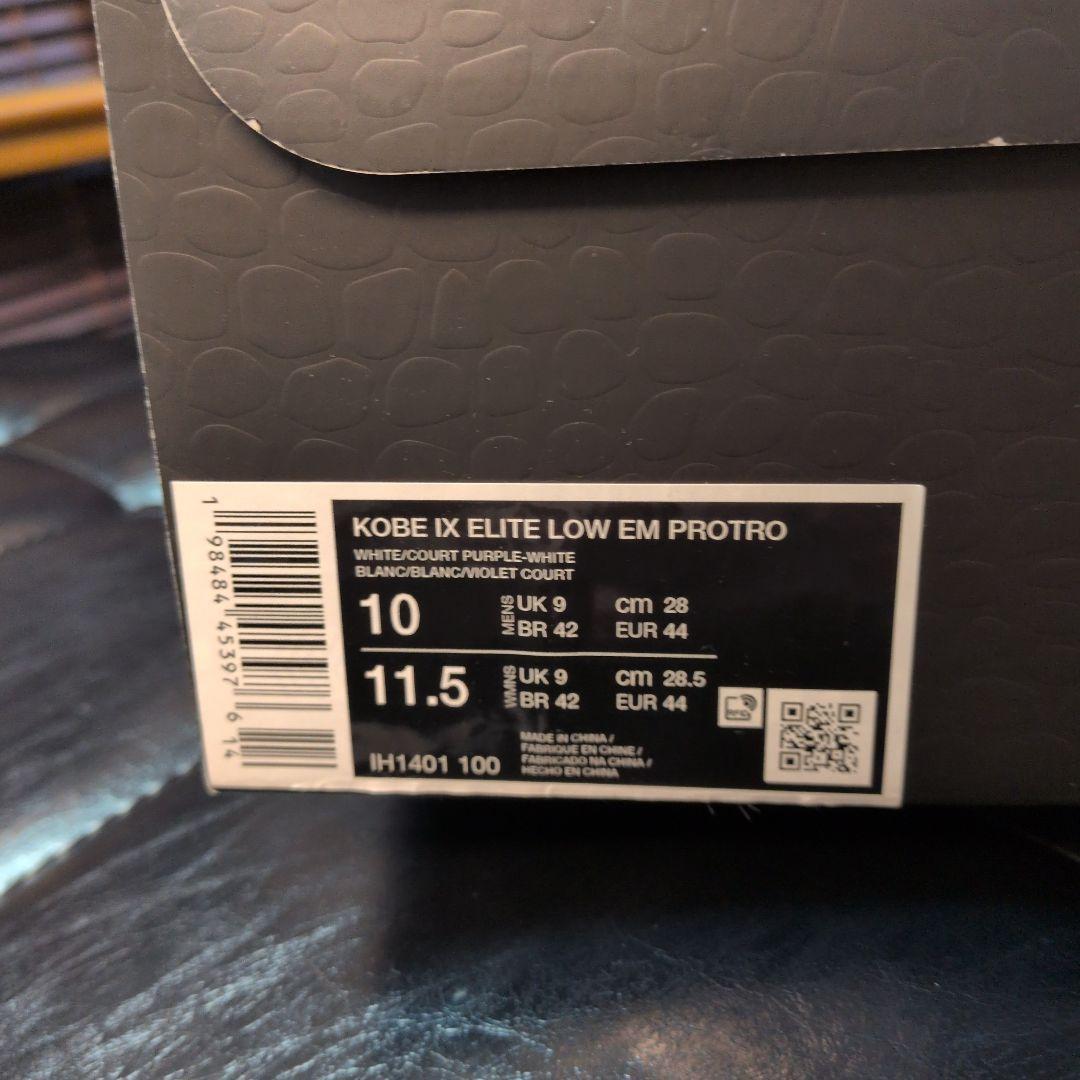 KOBE IX ELITE LOW EM PROTRO
WHITE/COURT PURPLE-WHITE
BLANC/BLANC/VIOLET COURT
10 MENS UK 9 cm 28
BR 42 EUR 44
11.5 WMNS UK 9 cm 28.5
BR 42 EUR 44
IH1401 100
MADE IN CHINA /
FABRIQUE EN CHINE /
FABRICADO NA CHINA /
HECHO EN CHINA
RFID
1 98484 45397 6 14